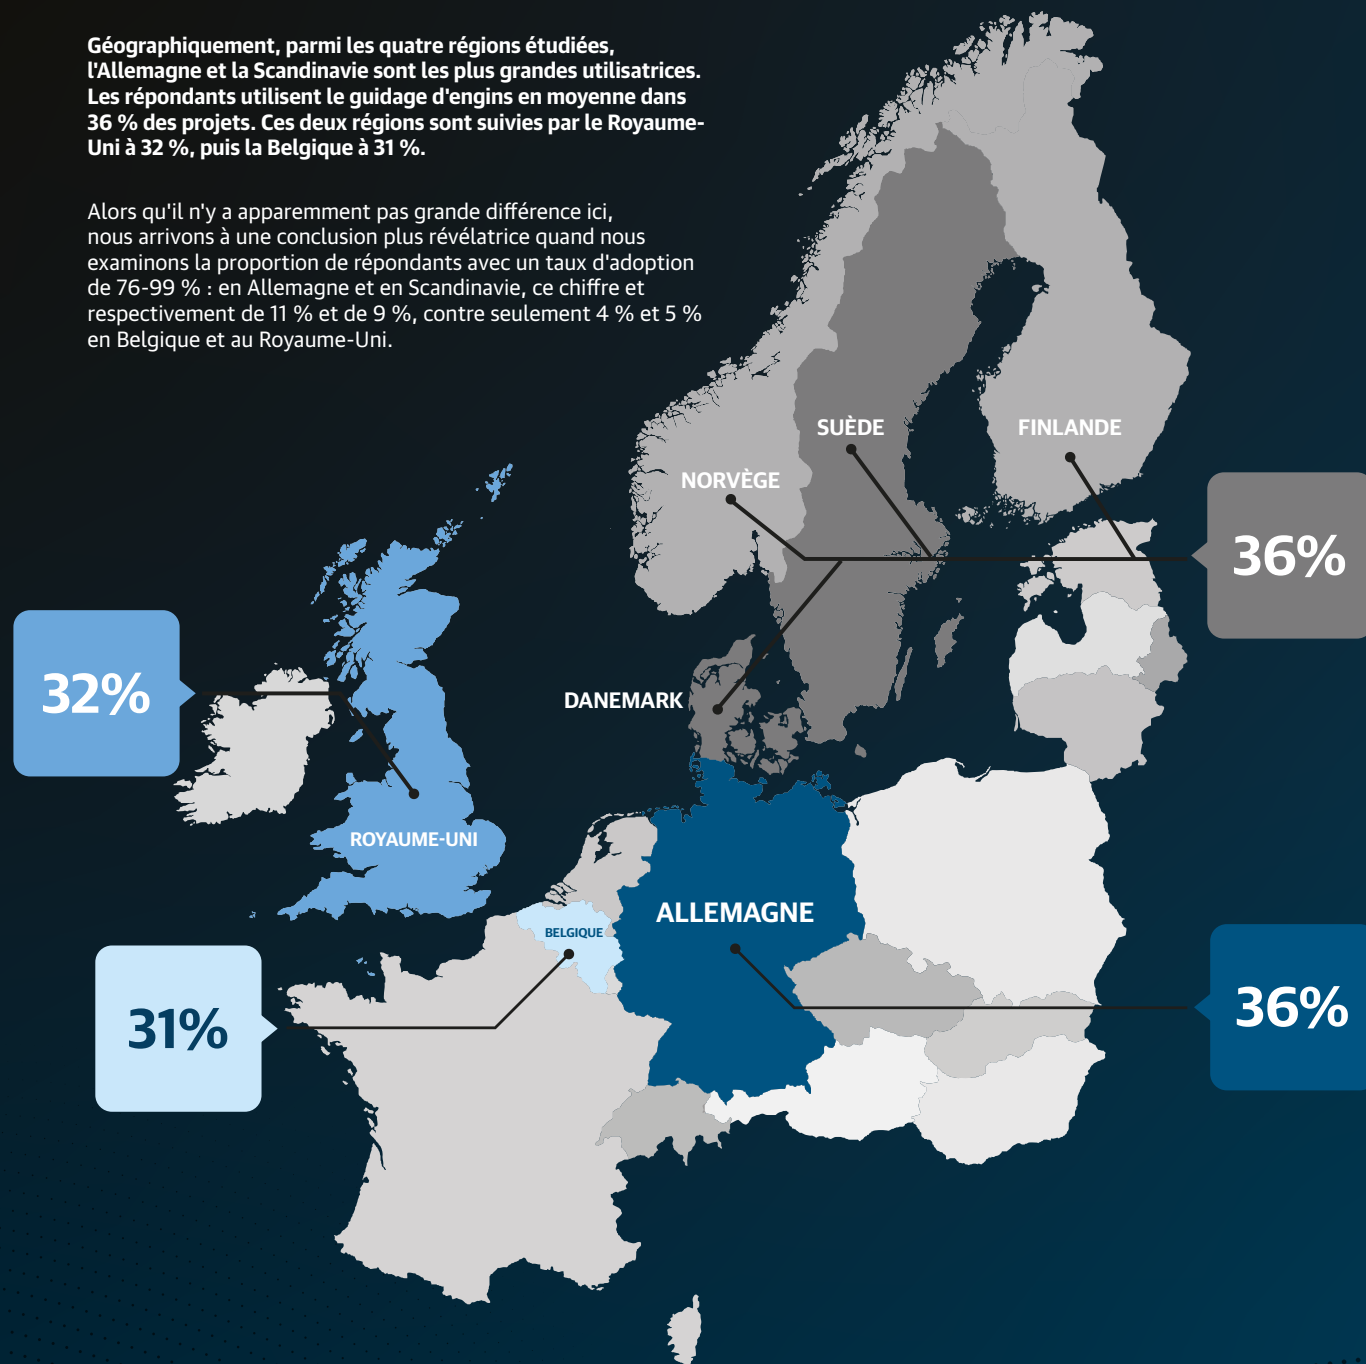 Géographiquement, parmi les quatre régions étudiées,
l'Allemagne et la Scandinavie sont les plus grandes utilisatrices.
Les répondants utilisent le guidage d'engins en moyenne dans
36 % des projets. Ces deux régions sont suivies par le Royaume-
Uni à 32 %, puis la Belgique à 31 %.
Alors qu'il n'y a apparemment pas grande différence ici,
nous arrivons à une conclusion plus révélatrice quand nous
examinons la proportion de répondants avec un taux d'adoption
de 76-99 % : en Allemagne et en Scandinavie, ce chiffre et
respectivement de 11 % et de 9 %, contre seulement 4 % et 5 %
en Belgique et au Royaume-Uni.
SUÈDE
FINLANDE
NORVÈGE
36%
32%
DANEMARK
ROYAUME-UNI
ALLEMAGNE
BELGIQUE
31%
36%